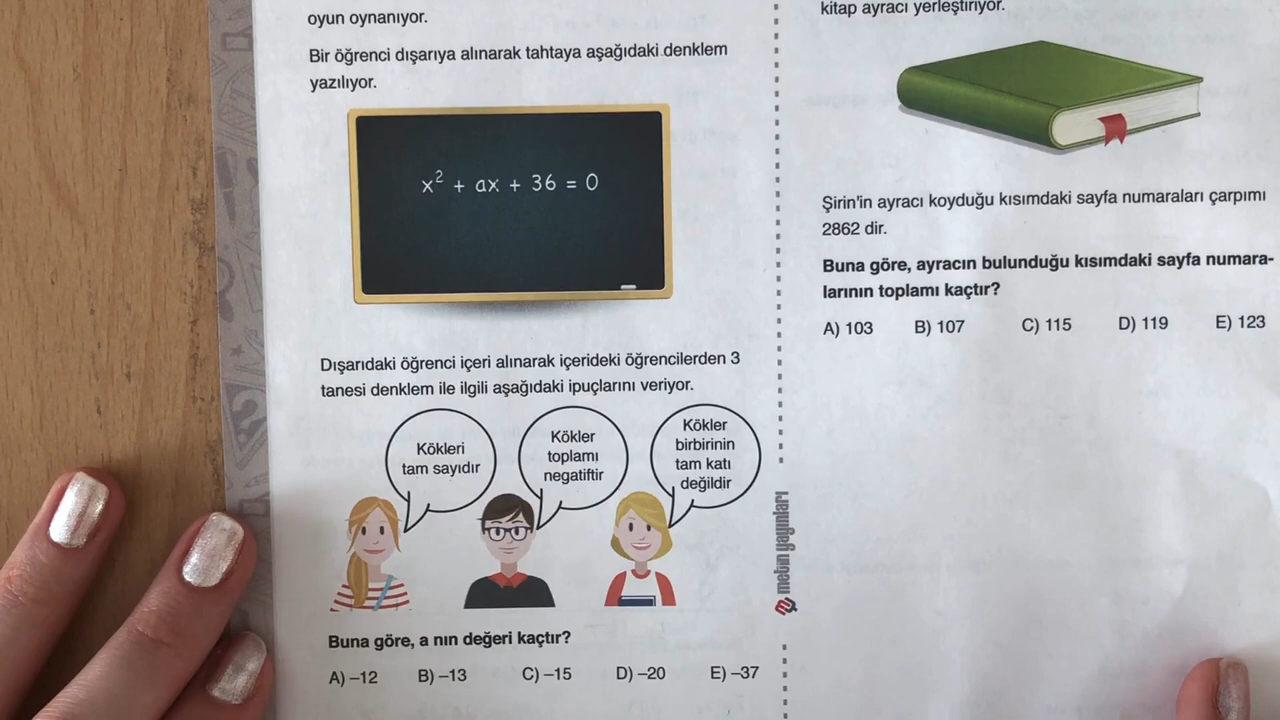 oyun oynanıyor.
Bir öğrenci dışarıya alınarak tahtaya aşağıdaki denklem
yazılıyor.
x² + ax + 36 = 0
Dışarıdaki öğrenci içeri alınarak içerideki öğrencilerden 3
tanesi denklem ile ilgili aşağıdaki ipuçlarını veriyor.
Kökleri
tam sayıdır
Kökler
toplamı
negatiftir
Kökler
birbirinin
tam katı
değildir
Buna göre, a nın değeri kaçtır?
A) –12 B) –13 C) –15 D) –20 E) –37
metin yayınları
kitap ayracı yerleştiriyor.
Şirin'in ayracı koyduğu kısımdaki sayfa numaraları çarpımı
2862 dir.
Buna göre, ayracın bulunduğu kısımdaki sayfa numara-
larının toplamı kaçtır?
A) 103 B) 107 C) 115 D) 119 E) 123